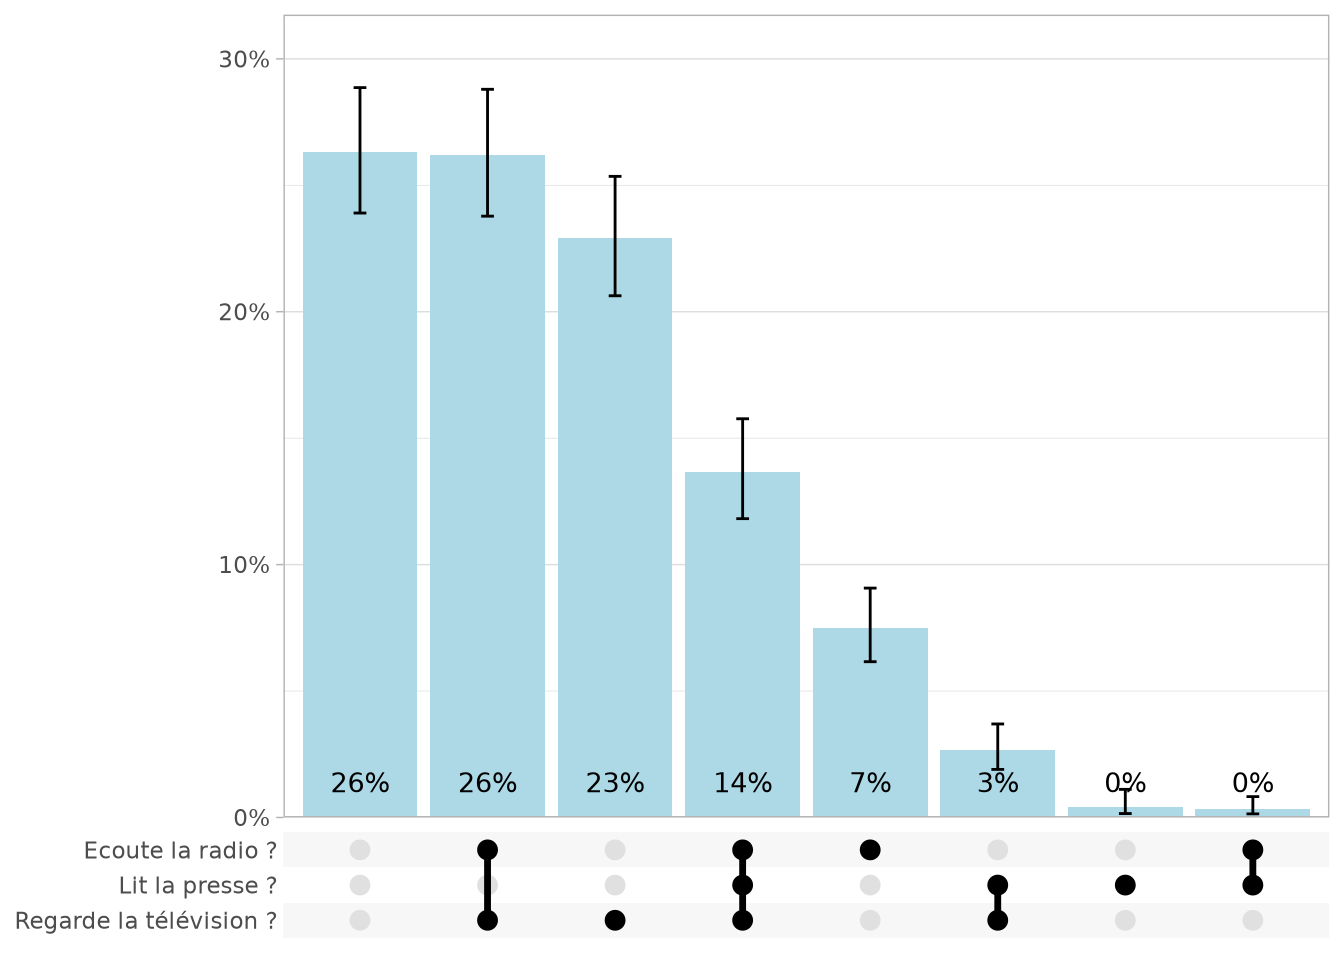 30%
20%
10%
0%
26% 26% 23% 14% 7% 3% 0% 0%
Ecoute la radio ?
Lit la presse ?
Regarde la télévision ?